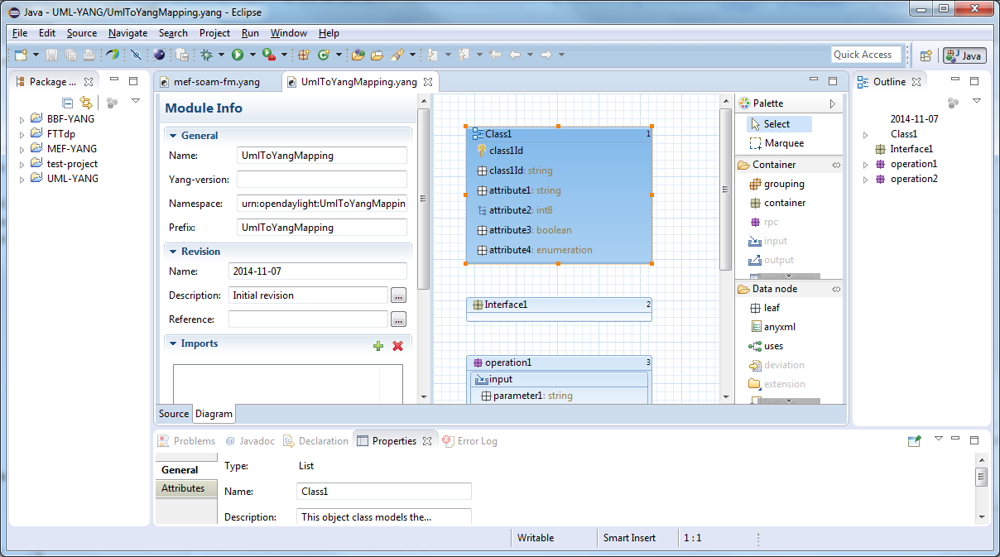 Java - UML-YANG/UmlToYangMapping.yang - Eclipse
File Edit Source Navigate Search Project Run Window Help
Quick Access
Java
Package ...
BBF-YANG
FTTdp
MEF-YANG
test-project
UML-YANG
mef-soam-fm.yang
UmlToYangMapping.yang
Module Info
General
Name: UmlToYangMapping
Yang-version:
Namespace: urn:opendaylight:UmlToYangMappin
Prefix: UmlToYangMapping
Revision
Name: 2014-11-07
Description: Initial revision ...
Reference: ...
Imports
Class1 1
class1Id
class1Id: string
attribute1: string
attribute2: int8
attribute3: boolean
attribute4: enumeration
Interface1 2
operation1 3
input
parameter1: string
Palette
Select
Marquee
Container
grouping
container
rpc
input
output
Data node
leaf
anyxml
uses
deviation
extension
Source Diagram
Outline
2014-11-07
Class1
Interface1
operation1
operation2
Problems Javadoc Declaration Properties Error Log
General
Attributes
Type: List
Name: Class1
Description: This object class models the...
Writable Smart Insert 1 : 1